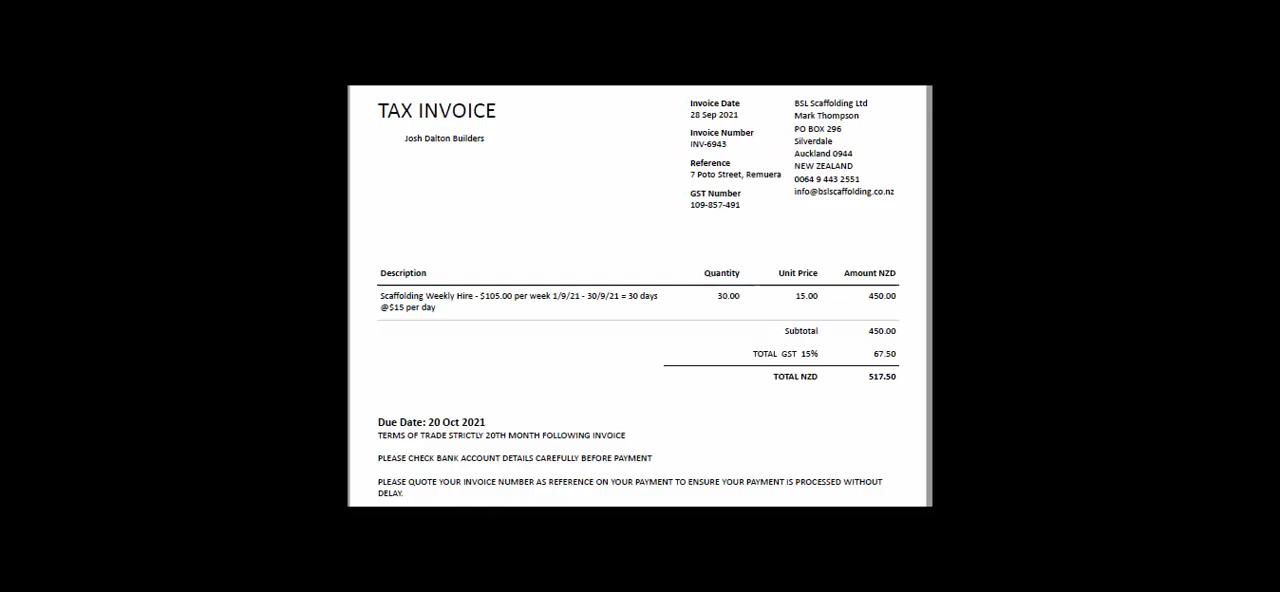 TAX INVOICE
Josh Dalton Builders
Invoice Date
28 Sep 2021
Invoice Number
INV-6943
Reference
7 Poto Street, Remuera
GST Number
109-857-491
BSL Scaffolding Ltd
Mark Thompson
PO BOX 296
Silverdale
Auckland 0944
NEW ZEALAND
0064 9 443 2551
info@bslscaffolding.co.nz
Description Quantity Unit Price Amount NZD
Scaffolding Weekly Hire - $105.00 per week 1/9/21 - 30/9/21 = 30 days 30.00 15.00 450.00
@$15 per day
Subtotal 450.00
TOTAL GST 15% 67.50
TOTAL NZD 517.50
Due Date: 20 Oct 2021
TERMS OF TRADE STRICTLY 20TH MONTH FOLLOWING INVOICE
PLEASE CHECK BANK ACCOUNT DETAILS CAREFULLY BEFORE PAYMENT
PLEASE QUOTE YOUR INVOICE NUMBER AS REFERENCE ON YOUR PAYMENT TO ENSURE YOUR PAYMENT IS PROCESSED WITHOUT
DELAY.